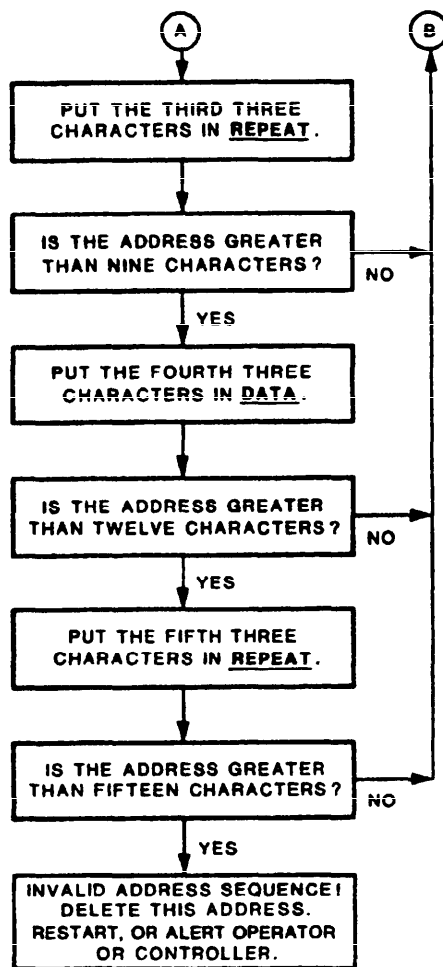 A
B
PUT THE THIRD THREE
CHARACTERS IN REPEAT.
IS THE ADDRESS GREATER
THAN NINE CHARACTERS?
NO
YES
PUT THE FOURTH THREE
CHARACTERS IN DATA.
IS THE ADDRESS GREATER
THAN TWELVE CHARACTERS?
NO
YES
PUT THE FIFTH THREE
CHARACTERS IN REPEAT.
IS THE ADDRESS GREATER
THAN FIFTEEN CHARACTERS?
NO
YES
INVALID ADDRESS SEQUENCE!
DELETE THIS ADDRESS.
RESTART, OR ALERT OPERATOR
OR CONTROLLER.